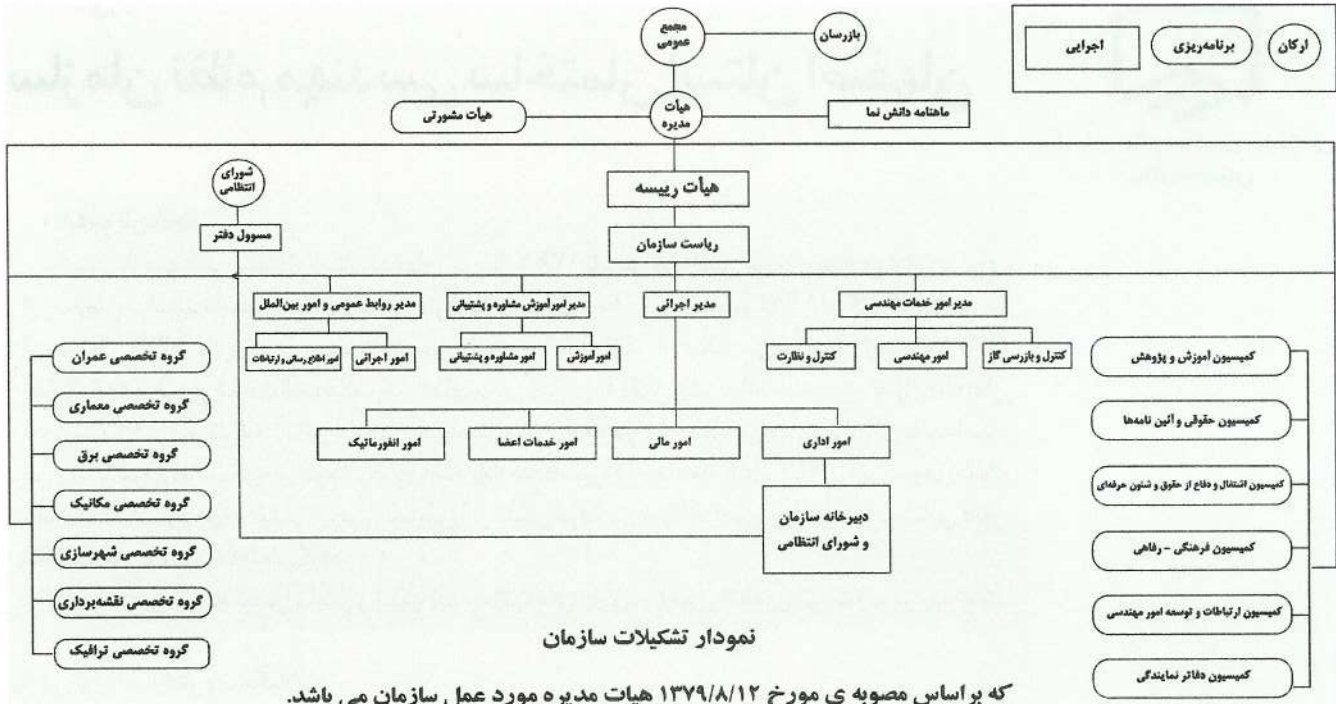 مجمع
عمومی
بازرسان
ارکان
برنامه‌ریزی
اجرایی
هیأت
مدیره
ماهنامه دانش نما
هیأت مشورتی
شورای
انتظامی
هیأت رییسه
مسوول دفتر
ریاست سازمان
مدیر امور خدمات مهندسی
مدیر اجرائی
مدیر امور آموزش مشاوره و پشتیبانی
مدیر روابط عمومی و امور بین‌الملل
کنترل و بازرسی گاز
امور مهندسی
کنترل و نظارت
امور آموزشی
امور مشاوره و پشتیبانی
امور اجرائی
امور اطلاع رسانی و ارتباطات
امور اداری
امور مالی
امور خدمات اعضا
امور انفورماتیک
دبیرخانه سازمان
و شورای انتظامی
کمیسیون آموزش و پژوهش
کمیسیون حقوقی و آئین نامه‌ها
کمیسیون اشتغال و دفاع از حقوق و شئون حرفه‌ای
کمیسیون فرهنگی – رفاهی
کمیسیون ارتباطات و توسعه امور مهندسی
کمیسیون دفاتر نمایندگی
گروه تخصصی عمران
گروه تخصصی معماری
گروه تخصصی برق
گروه تخصصی مکانیک
گروه تخصصی شهرسازی
گروه تخصصی نقشه‌برداری
گروه تخصصی ترافیک
نمودار تشکیلات سازمان
که براساس مصوبه ی مورخ ۱۳۷۹/۸/۱۲ هیات مدیره مورد عمل سازمان می باشد.